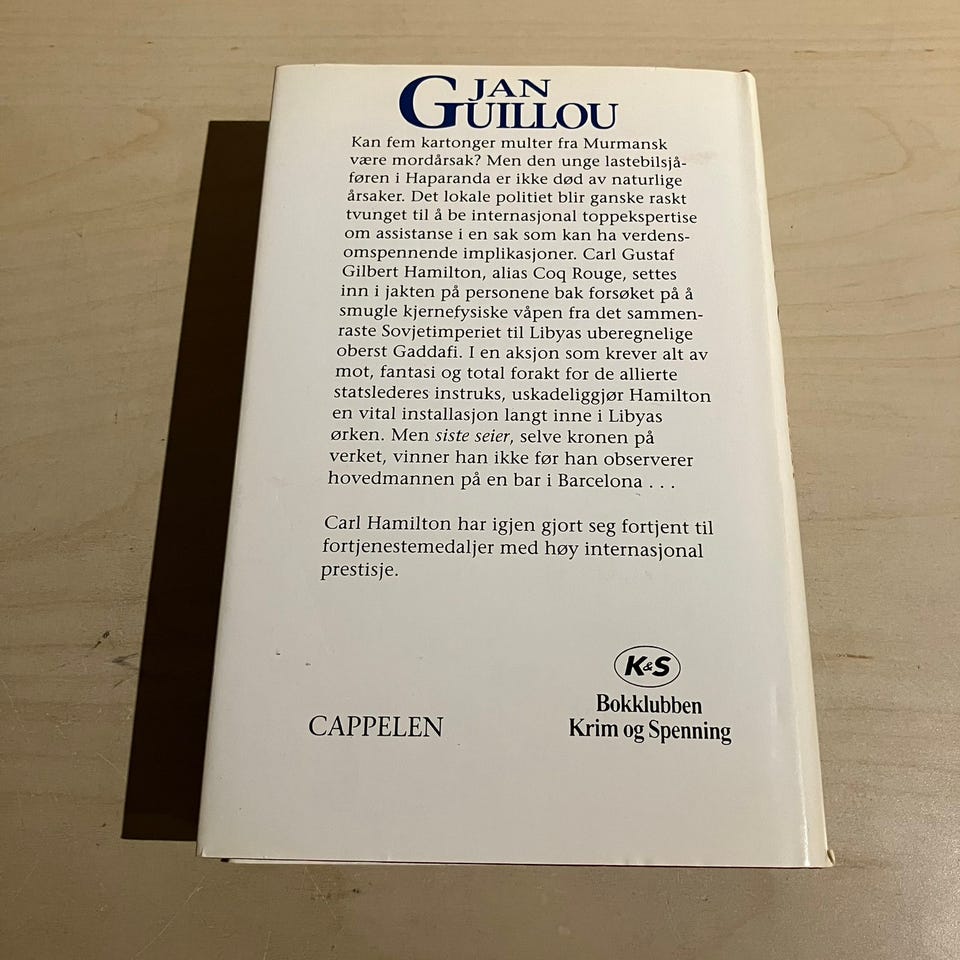 JAN
GUILLOU
Kan fem kartonger multer fra Murmansk
være mordårsak? Men den unge lastebilsjå-
føren i Haparanda er ikke død av naturlige
årsaker. Det lokale politiet blir ganske raskt
tvunget til å be internasjonal toppekspertise
om assistanse i en sak som kan ha verdens-
omspennende implikasjoner. Carl Gustaf
Gilbert Hamilton, alias Coq Rouge, settes
inn i jakten på personene bak forsøket på å
smugle kjernefysiske våpen fra det sammen-
raste Sovjetimperiet til Libyas uberegnelige
oberst Gaddafi. I en aksjon som krever alt av
mot, fantasi og total forakt for de allierte
statslederes instruks, uskadeliggjør Hamilton
en vital installasjon langt inne i Libyas
ørken. Men siste seier, selve kronen på
verket, vinner han ikke før han observerer
hovedmannen på en bar i Barcelona . . .
Carl Hamilton har igjen gjort seg fortjent til
fortjenestemedaljer med høy internasjonal
prestisje.
K&S
Bokklubben
Krim og Spenning
CAPPELEN